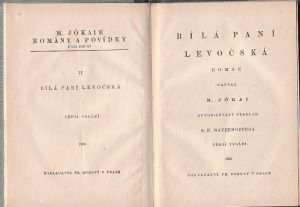 M. JÓKAIE
ROMÁNY A POVÍDKY
II
BÍLÁ PANÍ LEVOČSKÁ
TŘETÍ VYDÁNÍ
NAKLADATEL FR. BOROVÝ V PRAZE
BÍLÁ PANÍ
LEVOČSKÁ
ROMÁN
NAPSAL
M. JÓKAI
AUTORISOVANÝ PŘEKLAD
G. N. MAYERHOFFERA
TŘETÍ VYDÁNÍ
NAKLADATEL FR. BOROVÝ V PRAZE